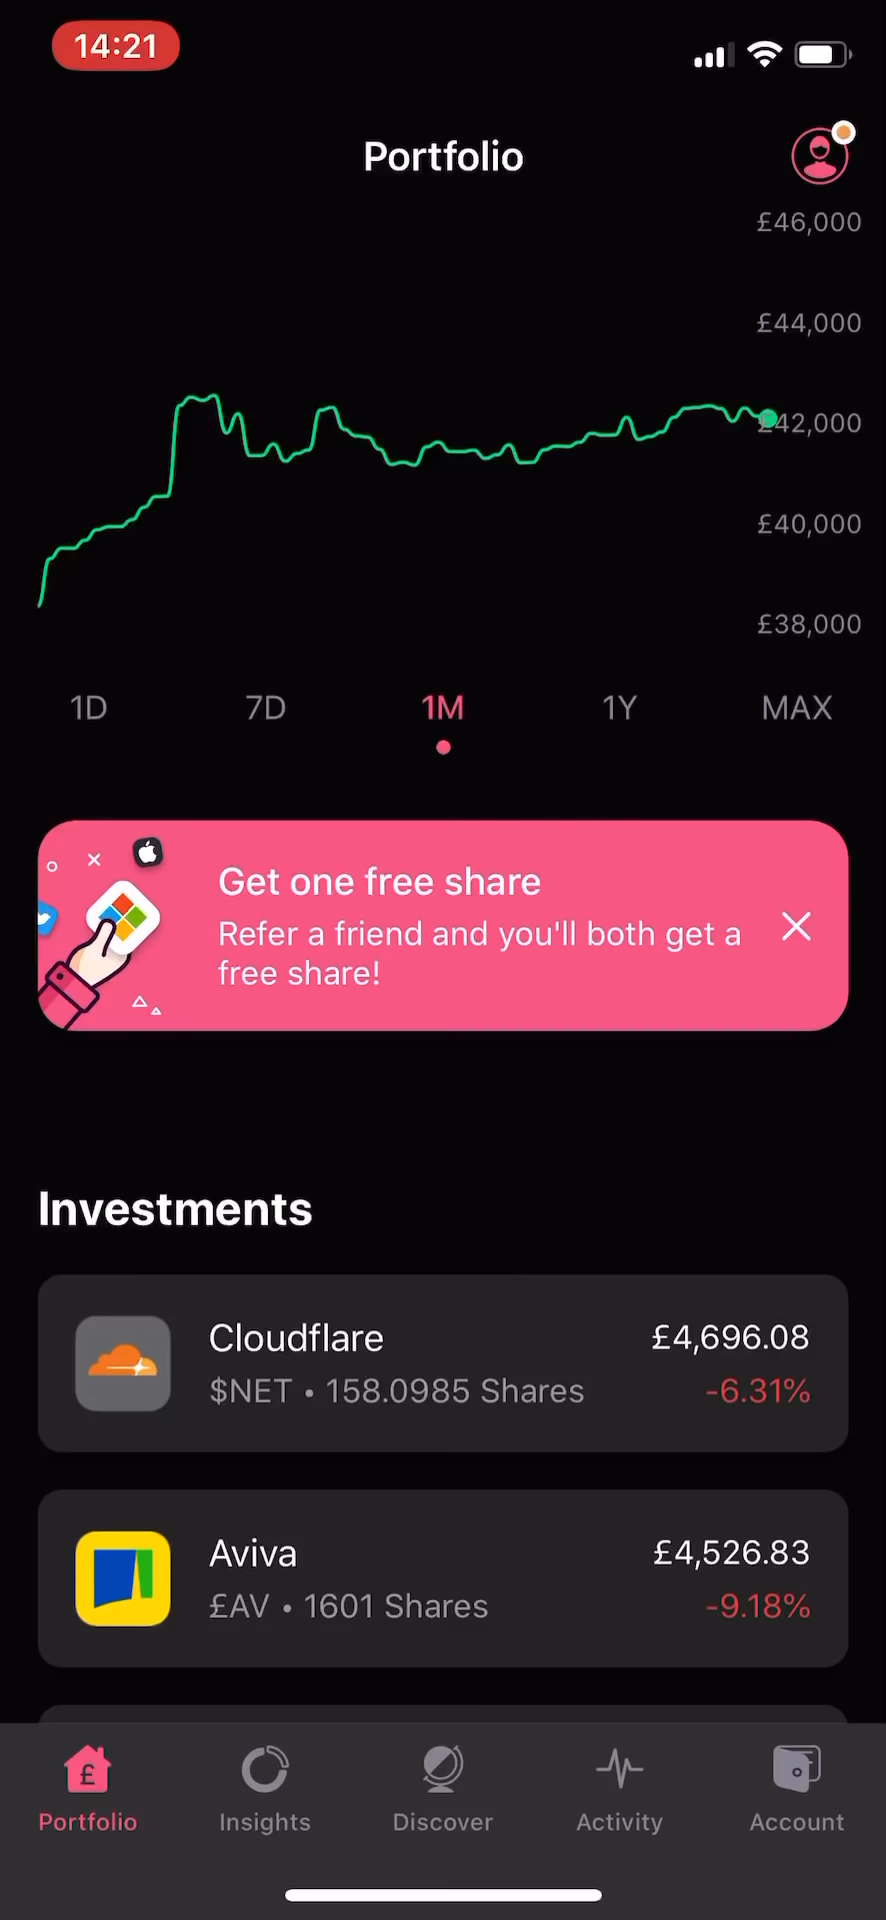 14:21
Portfolio
£46,000
£44,000
£42,000
£40,000
£38,000
1D 7D 1M 1Y MAX
Get one free share
Refer a friend and you'll both get a
free share!
Investments
Cloudflare £4,696.08
$NET • 158.0985 Shares -6.31%
Aviva £4,526.83
£AV • 1601 Shares -9.18%
£
Portfolio Insights Discover Activity Account